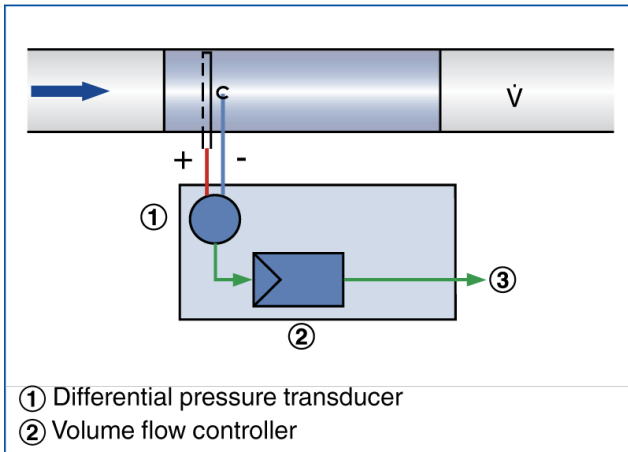 V̇
+ -
①
③
②
① Differential pressure transducer
② Volume flow controller